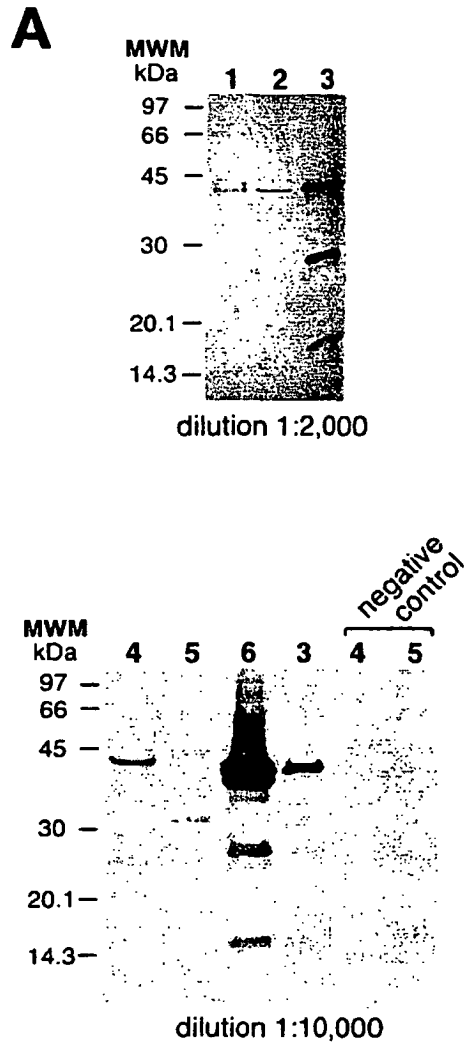 A
MWM
kDa
1 2 3
97
66
45
30
20.1
14.3
dilution 1:2,000
negative
control
MWM
kDa
4 5 6 3 4 5
97
66
45
30
20.1
14.3
dilution 1:10,000